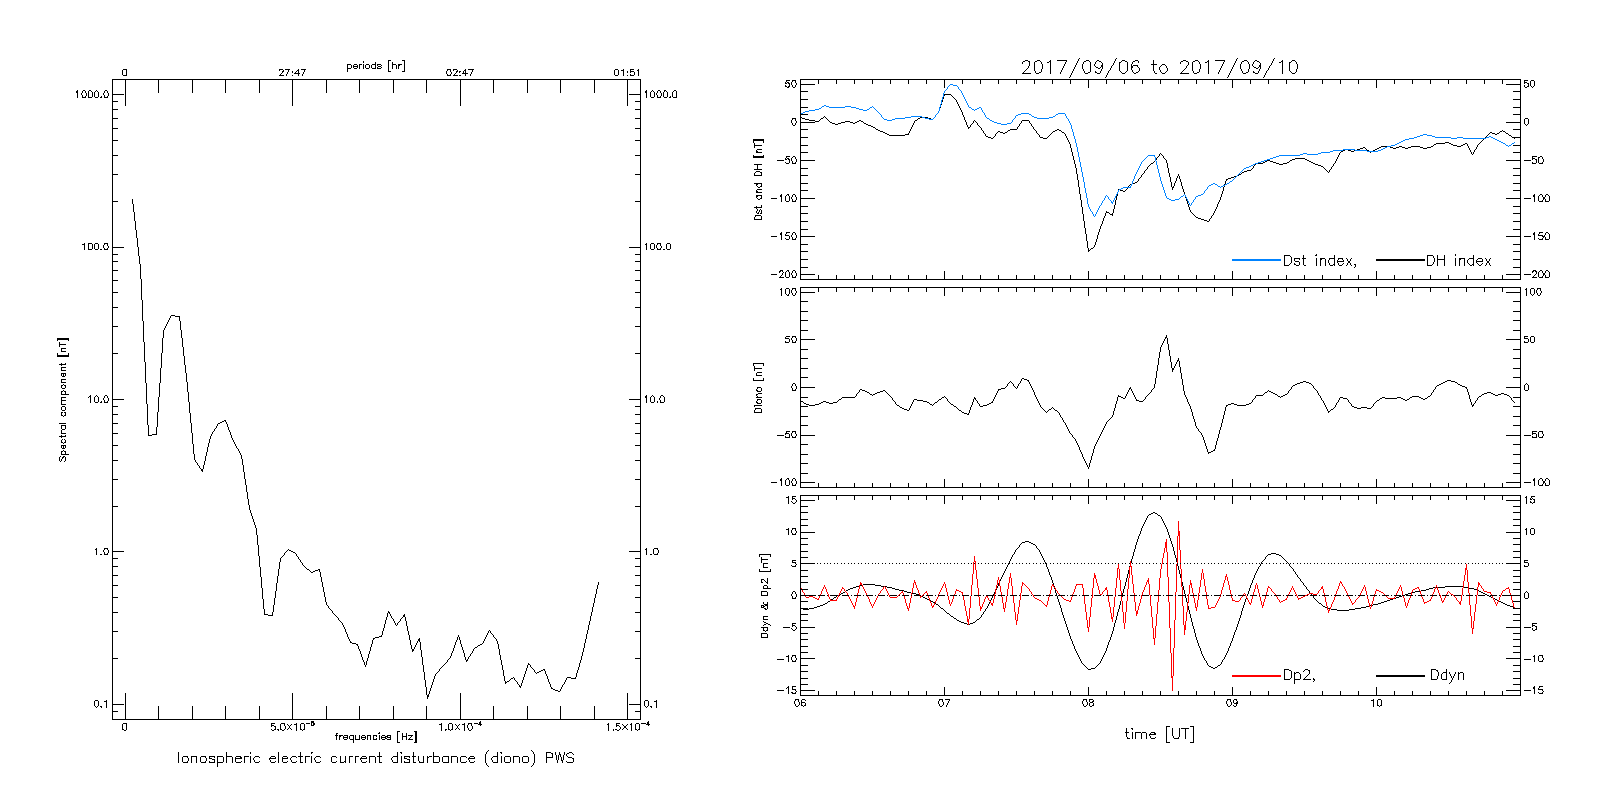 periods [hr]
0 27:47 02:47 01:51
1000.0 1000.0
100.0 100.0
10.0 10.0
1.0 1.0
0.1 0.1
Spectral component [nT]
0 5.0×10⁻⁵ 1.0×10⁻⁴ 1.5×10⁻⁴
frequencies [Hz]
Ionospheric electric current disturbance (diono) PWS
2017/09/06 to 2017/09/10
50 50
0 0
−50 −50
−100 −100
−150 −150
−200 −200
Dst and DH [nT]
Dst index, DH index
100 100
50 50
0 0
−50 −50
−100 −100
DIono [nT]
15 15
10 10
5 5
0 0
−5 −5
−10 −10
−15 −15
Ddyn & Dp2 [nT]
Dp2, Ddyn
06 07 08 09 10
time [UT]